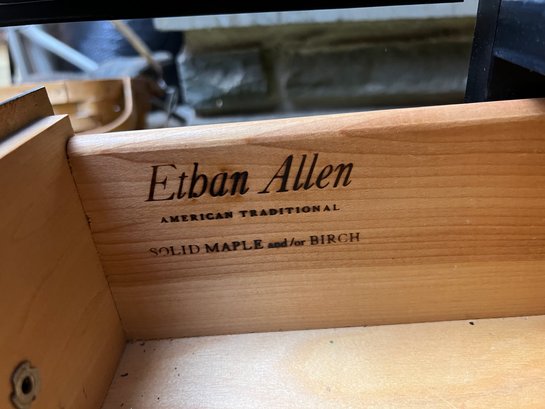 Ethan Allen
AMERICAN TRADITIONAL
SOLID MAPLE and/or BIRCH